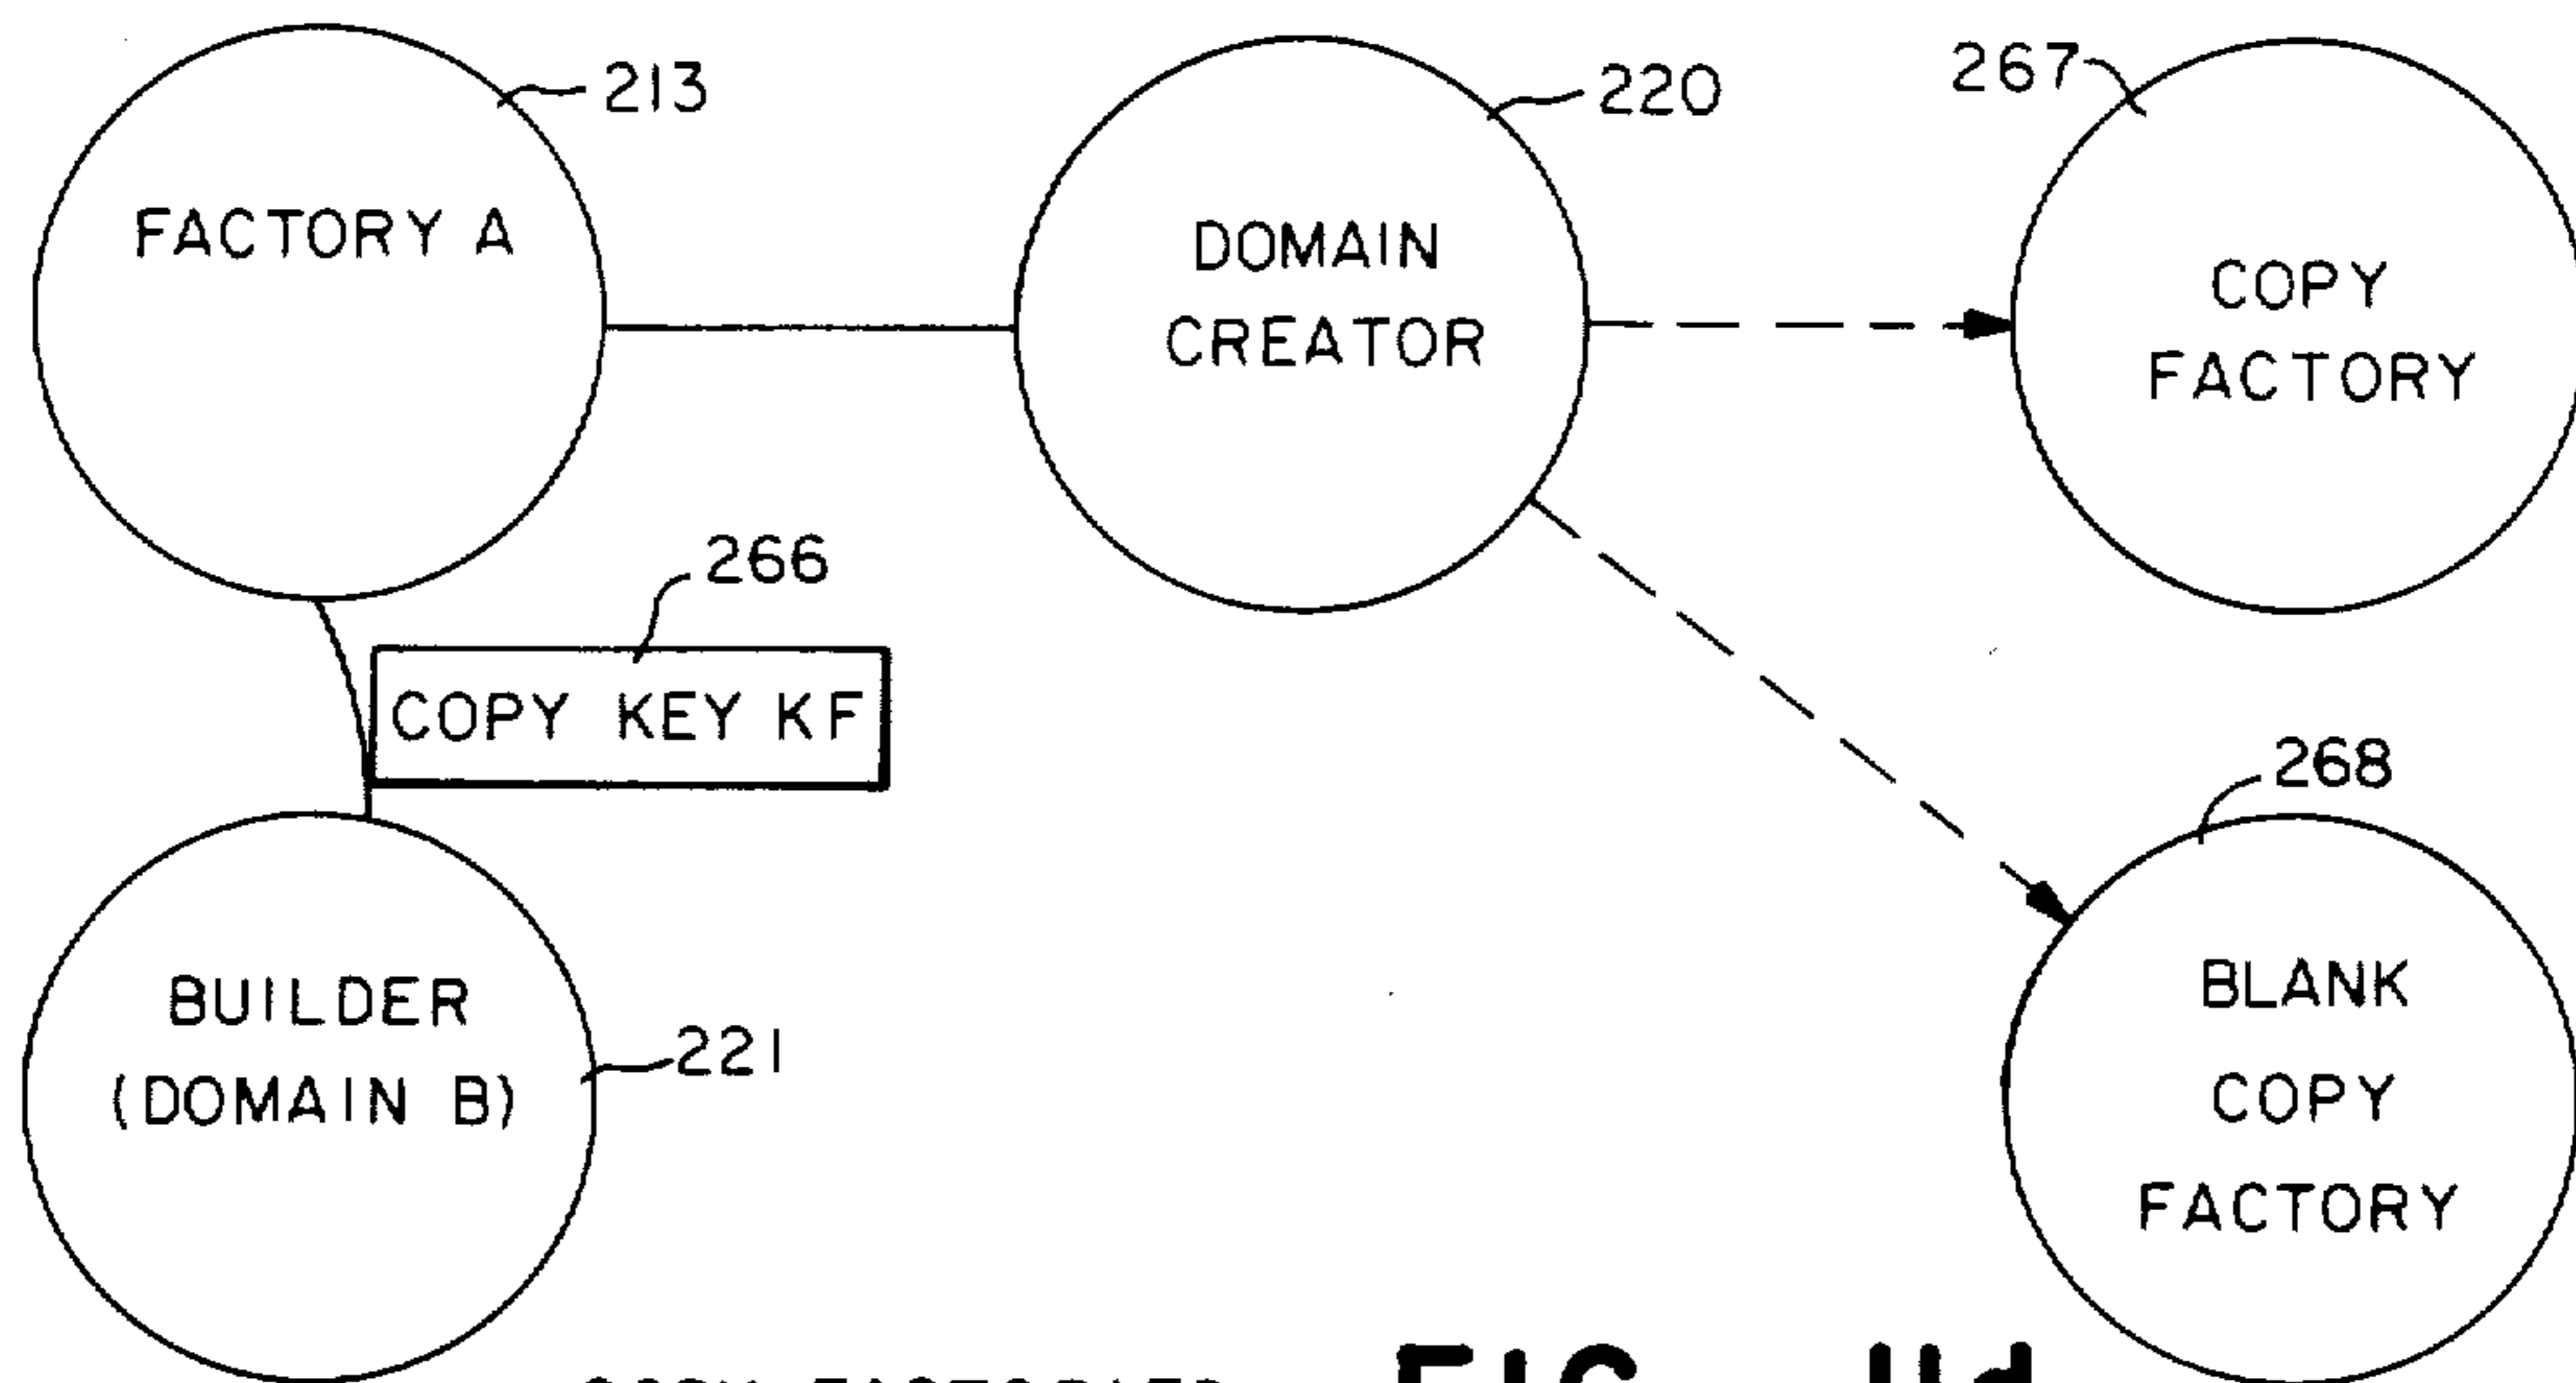 213
FACTORY A
220
DOMAIN
CREATOR
267
COPY
FACTORY
266
COPY KEY KF
BUILDER
(DOMAIN B)
221
268
BLANK
COPY
FACTORY